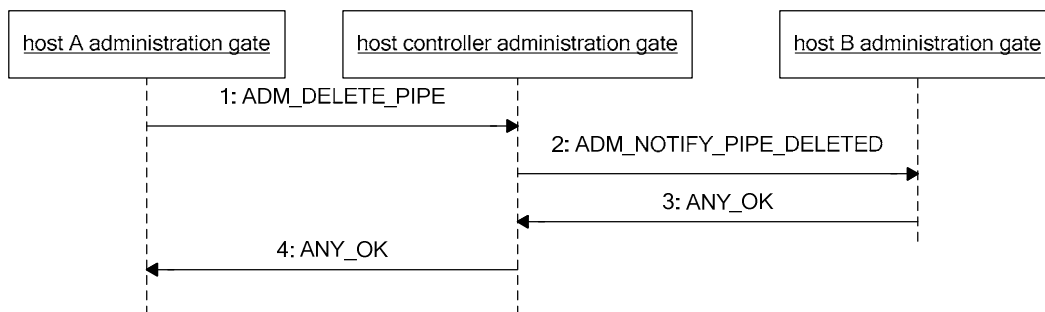 host A administration gate
host controller administration gate
host B administration gate
1: ADM_DELETE_PIPE
2: ADM_NOTIFY_PIPE_DELETED
3: ANY_OK
4: ANY_OK